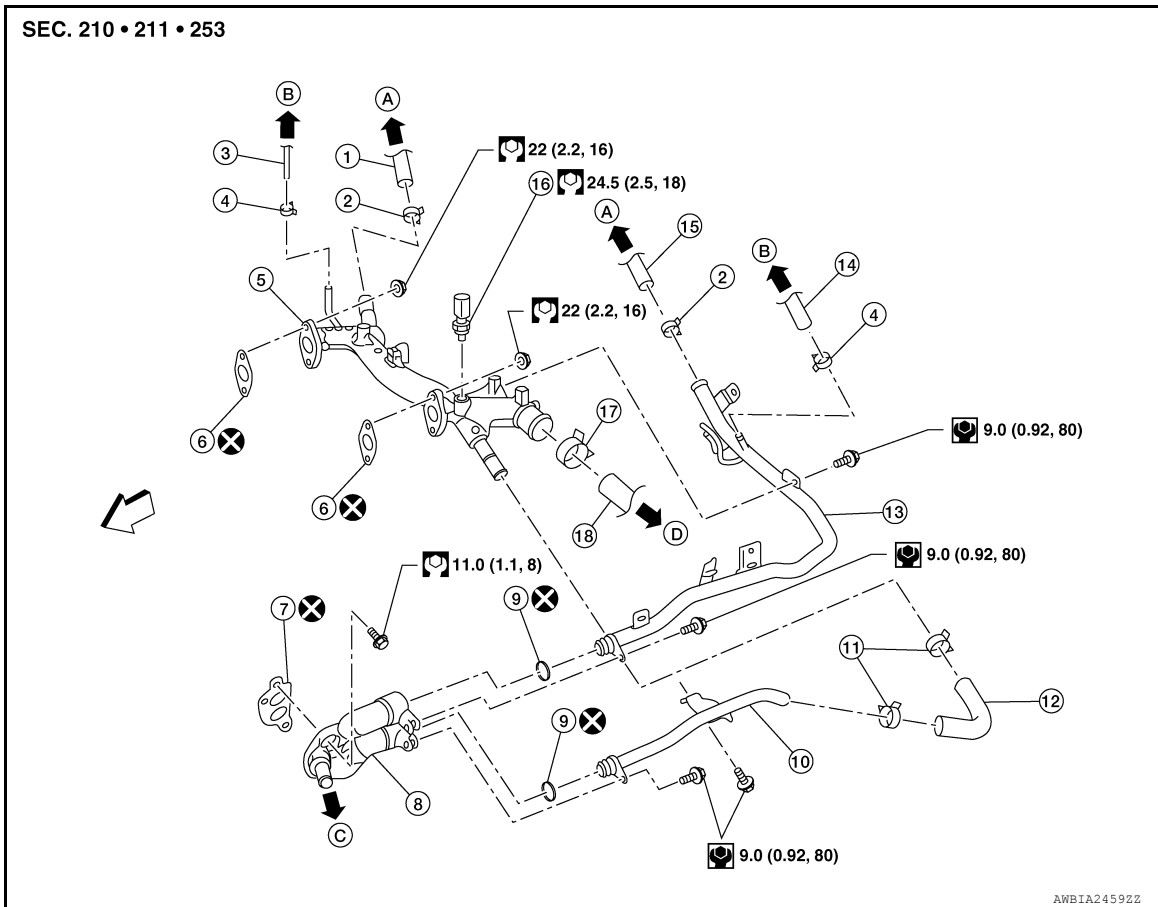 SEC. 210 • 211 • 253
B
A
3
1
22 (2.2, 16)
16 24.5 (2.5, 18)
4
2
A
15
B
14
5
2
22 (2.2, 16)
4
17
9.0 (0.92, 80)
6
6
18
D
13
11.0 (1.1, 8)
9.0 (0.92, 80)
7
9
11
12
9
10
8
C
9.0 (0.92, 80)
AWBIA2459ZZ